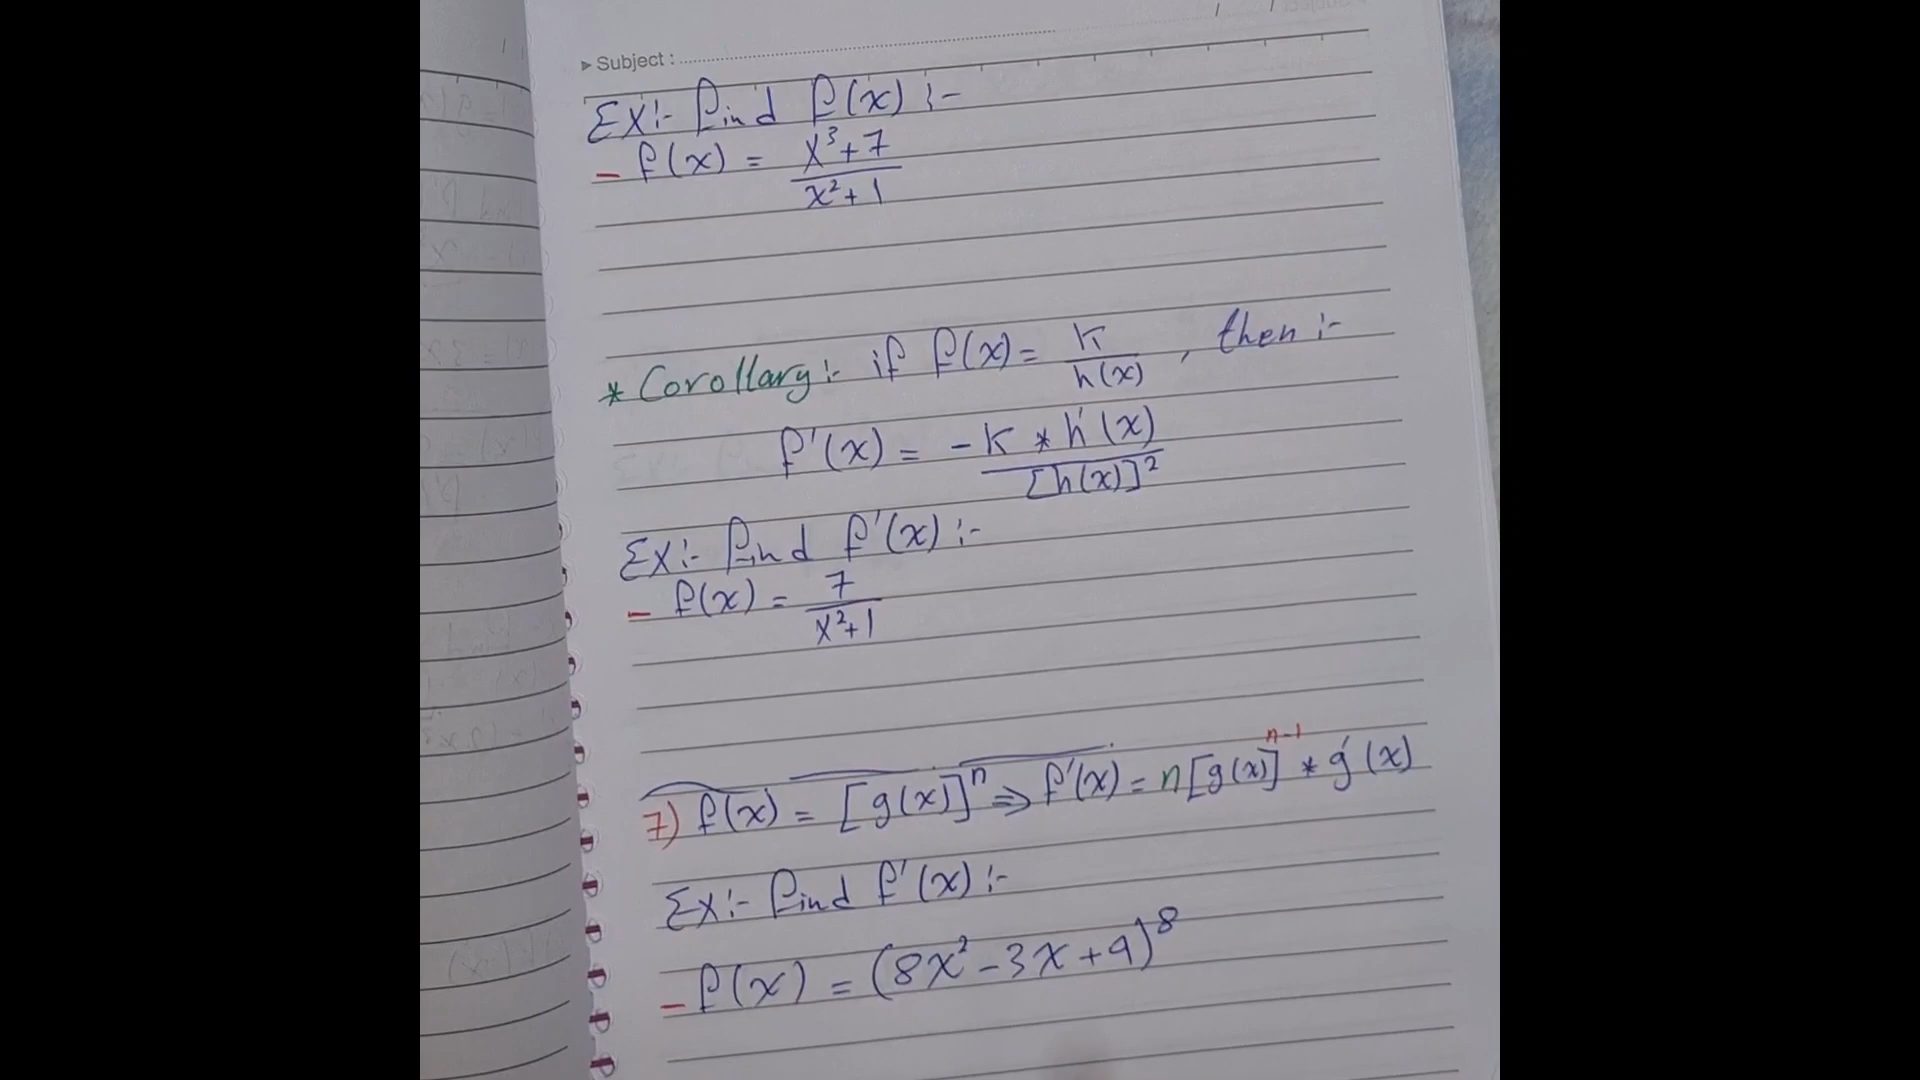 ▶ Subject :
Ex:- find f(x) :-
- f(x) = x³+7 / x²+1
* Corollary:- if f(x) = k / h(x) , then :-
f'(x) = -k * h'(x) / [h(x)]²
Ex:- find f'(x) :-
- f(x) = 7 / x²+1
7) f(x) = [g(x)]ⁿ ⇒ f'(x) = n[g(x)]ⁿ⁻¹ * g'(x)
Ex:- find f'(x) :-
- f(x) = (8x² - 3x + 9)⁸